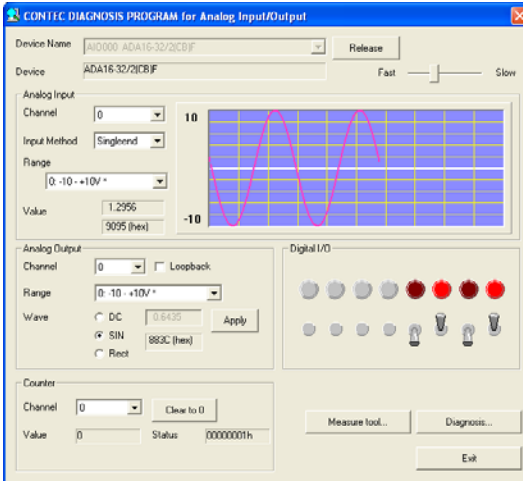 CONTEC DIAGNOSIS PROGRAM for Analog Input/Output
Device Name AIO000 ADA16-32/2(CB)F Release
Device ADA16-32/2(CB)F Fast Slow
Analog Input
Channel 0
10
Input Method Singleend
Range
0: -10 - +10V *
Value 1.2956
-10
9095 (hex)
Analog Output
Digital I/O
Channel 0 Loopback
Range 0: -10 - +10V *
Wave DC 0.6435 Apply
SIN 883C (hex)
Rect
Counter
Channel 0 Clear to 0
Measure tool... Diagnosis...
Value 0 Status 00000001h
Exit